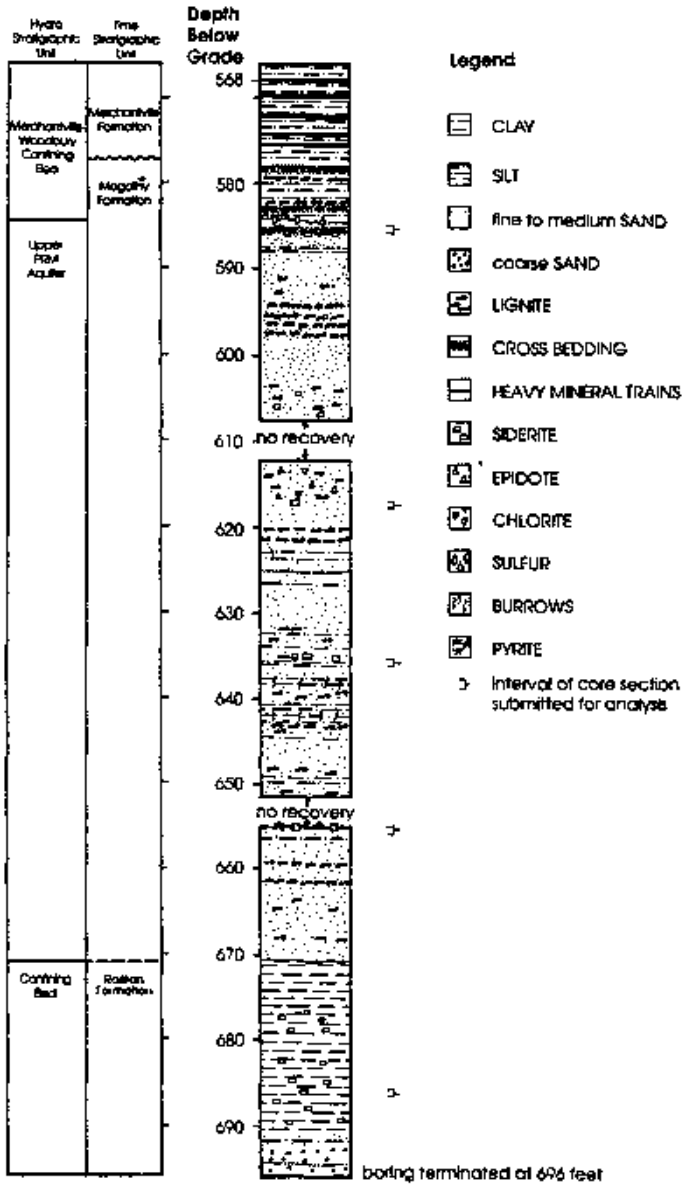 Hydro
Stratigraphic
Unit
Time
Stratigraphic
Unit
Depth
Below
Grade
Merchantville
Woodbury
Confining
Bed
Upper
PRM
Aquifer
Confining
Bed
Merchantville
Formation
Magothy
Formation
Raritan
Formation
568
580
590
600
610
620
630
640
650
660
670
680
690
no recovery
no recovery
boring terminated at 696 feet
Legend
CLAY
SILT
fine to medium SAND
coarse SAND
LIGNITE
CROSS BEDDING
HEAVY MINERAL TRAINS
SIDERITE
EPIDOTE
CHLORITE
SULFUR
BURROWS
PYRITE
interval of core section
submitted for analysis